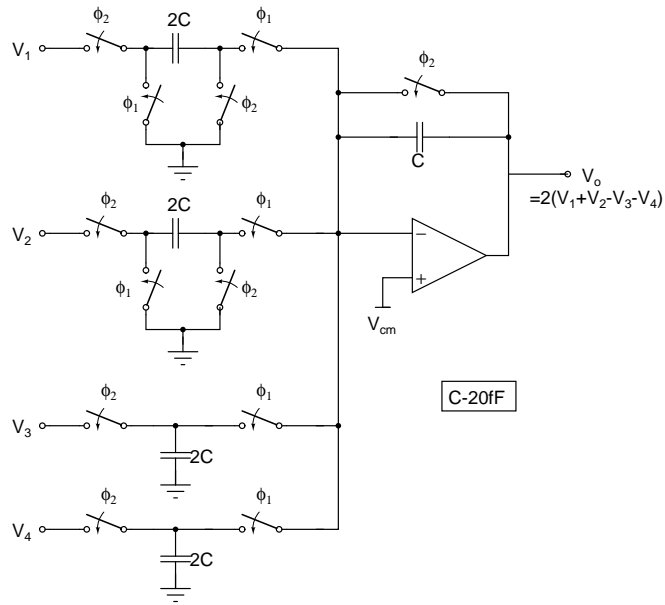 ϕ2 2C ϕ1
V1
ϕ1 ϕ2
ϕ2
C
Vo
=2(V1+V2-V3-V4)
ϕ2 2C ϕ1
V2
ϕ1 ϕ2
−
+
Vcm
ϕ2 ϕ1
V3
2C
C-20fF
ϕ2 ϕ1
V4
2C